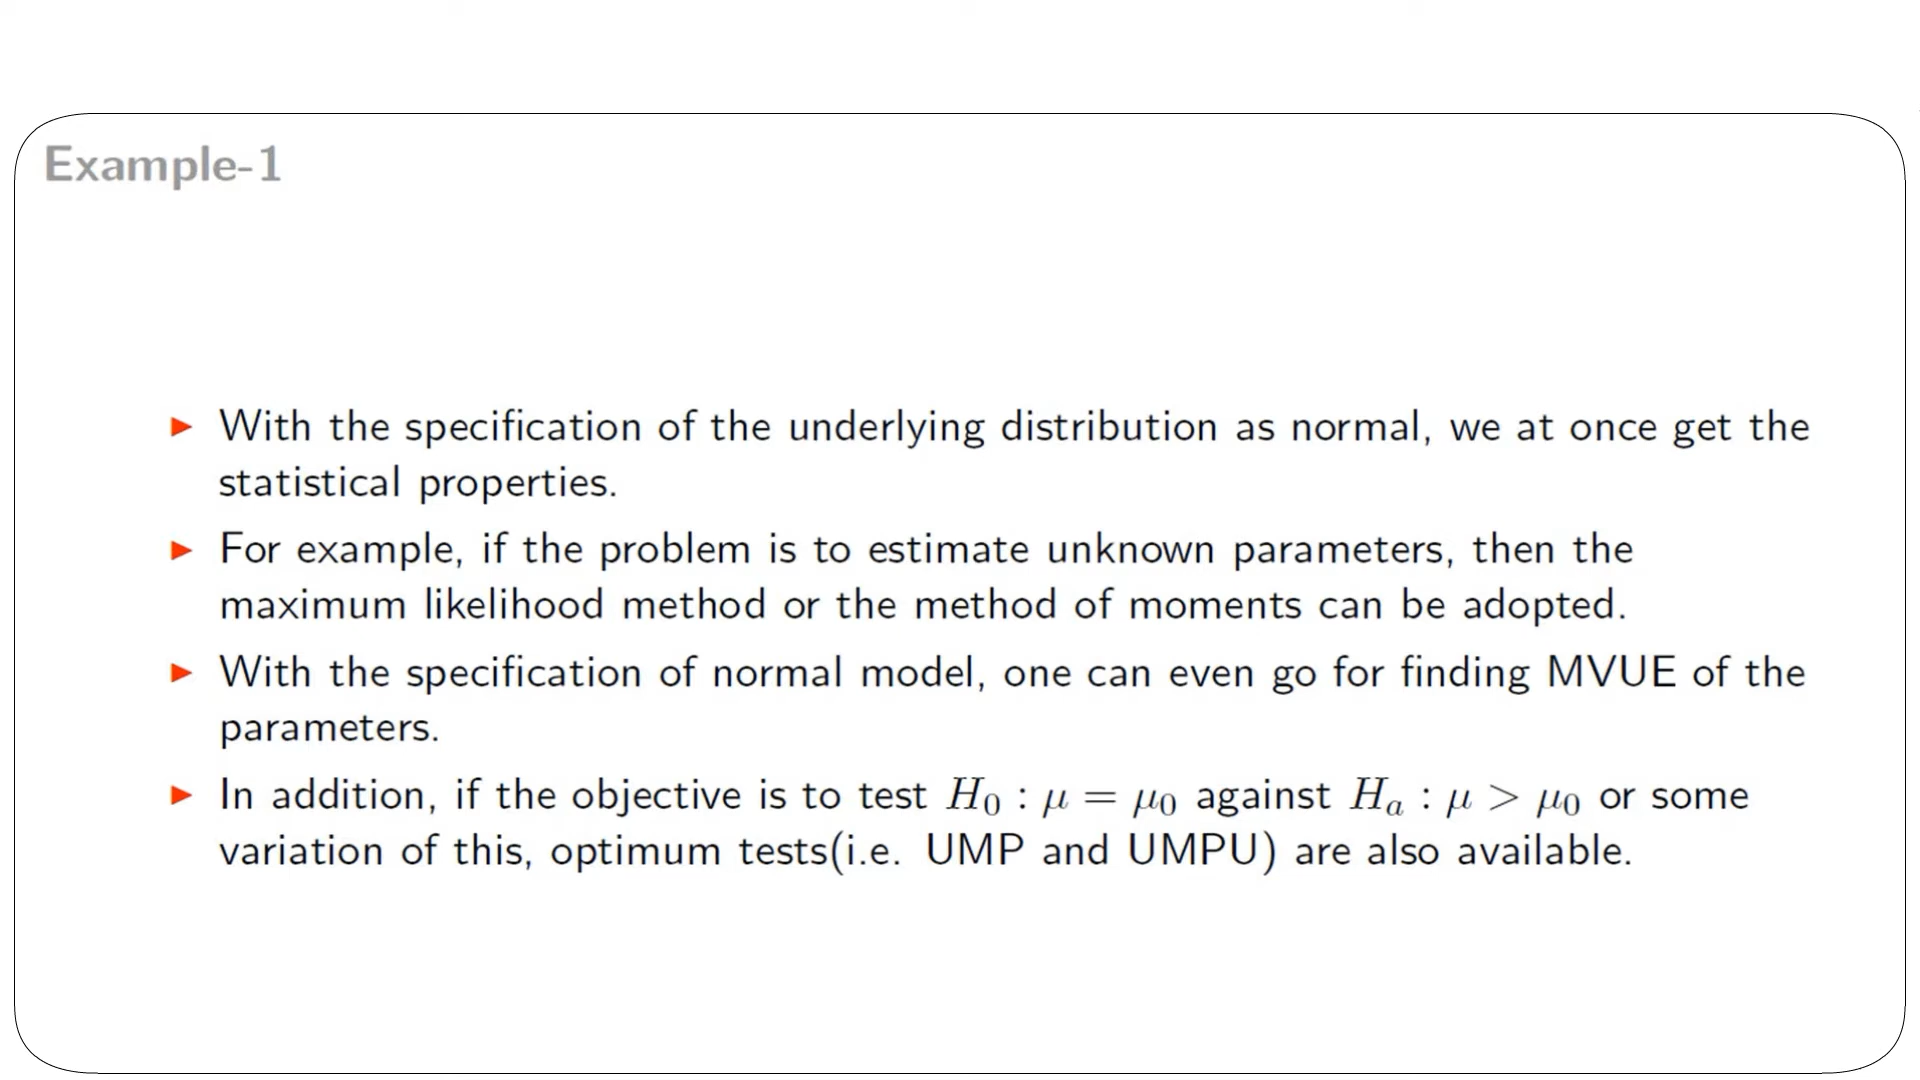 Example-1
With the specification of the underlying distribution as normal, we at once get the
statistical properties.
For example, if the problem is to estimate unknown parameters, then the
maximum likelihood method or the method of moments can be adopted.
With the specification of normal model, one can even go for finding MVUE of the
parameters.
In addition, if the objective is to test H₀ : μ = μ₀ against Hₐ : μ > μ₀ or some
variation of this, optimum tests(i.e. UMP and UMPU) are also available.